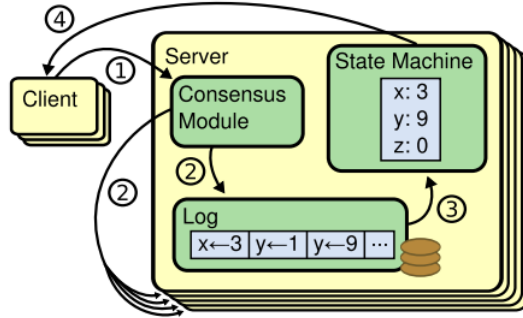 ④
①
Server
State Machine
Client
Consensus
Module
x: 3
y: 9
z: 0
②
②
③
Log
x←3 y←1 y←9 ...